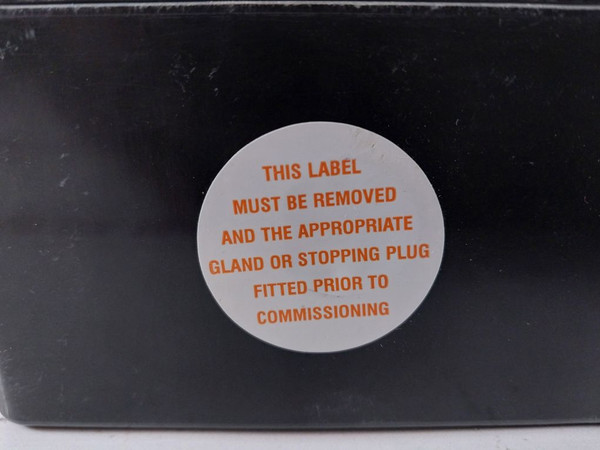 THIS LABEL
MUST BE REMOVED
AND THE APPROPRIATE
GLAND OR STOPPING PLUG
FITTED PRIOR TO
COMMISSIONING